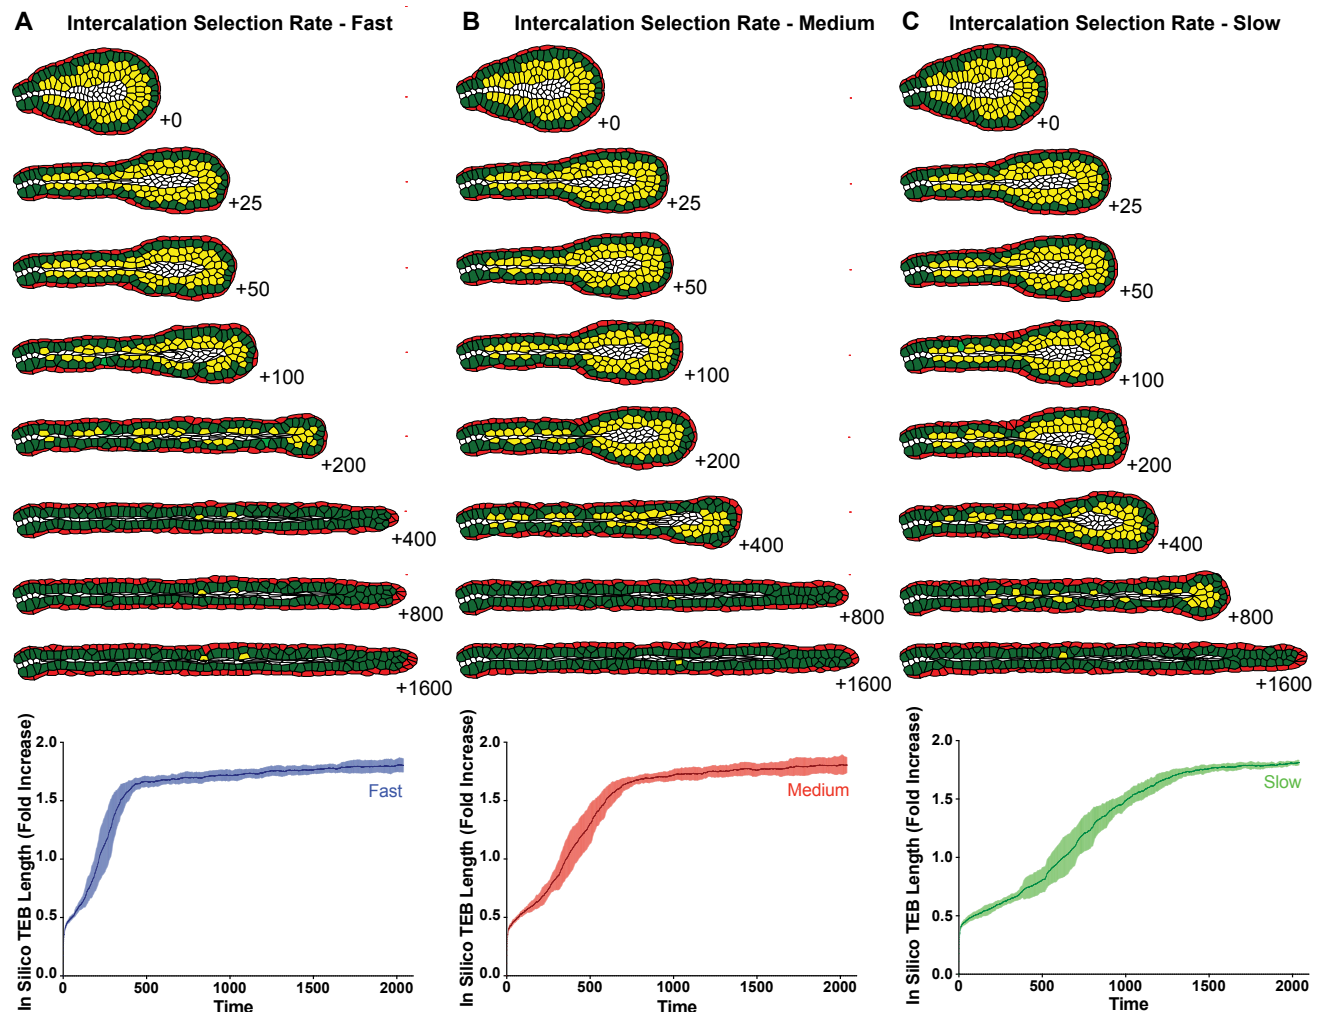 A Intercalation Selection Rate - Fast
+0
+25
+50
+100
+200
+400
+800
+1600
In Silico TEB Length (Fold Increase)
2.0
1.5
1.0
0.5
0.0
Fast
0 500 1000 1500 2000
Time
B Intercalation Selection Rate - Medium
+0
+25
+50
+100
+200
+400
+800
+1600
In Silico TEB Length (Fold Increase)
2.0
1.5
1.0
0.5
0.0
Medium
0 500 1000 1500 2000
Time
C Intercalation Selection Rate - Slow
+0
+25
+50
+100
+200
+400
+800
+1600
In Silico TEB Length (Fold Increase)
2.0
1.5
1.0
0.5
0.0
Slow
0 500 1000 1500 2000
Time